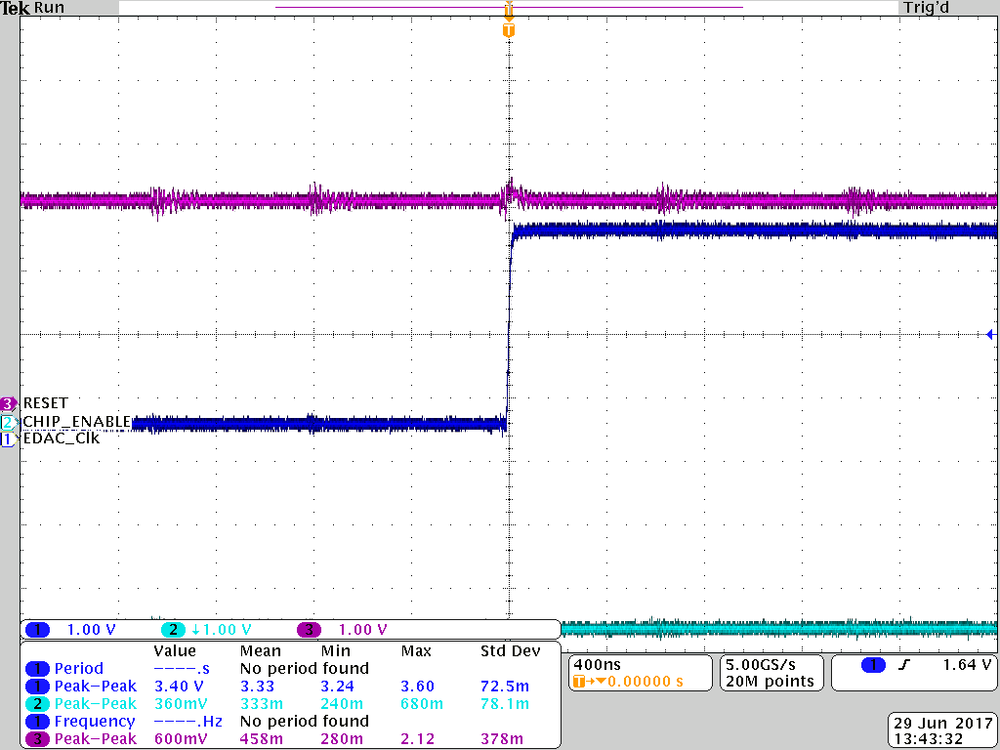 Tek Run Trig'd
T
T
3 RESET
2 CHIP_ENABLE
1 EDAC_Clk
1 1.00 V 2 ↓1.00 V 3 1.00 V
Value Mean Min Max Std Dev
1 Period ----.s No period found
1 Peak-Peak 3.40 V 3.33 3.24 3.60 72.5m
2 Peak-Peak 360mV 333m 240m 680m 78.1m
1 Frequency ----.Hz No period found
3 Peak-Peak 600mV 458m 280m 2.12 378m
400ns
T→▼0.00000 s
5.00GS/s
20M points
1 1.64 V
29 Jun 2017
13:43:32